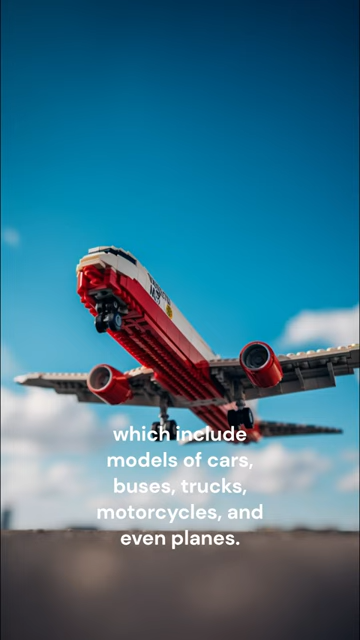 which include
models of cars,
buses, trucks,
motorcycles, and
even planes.